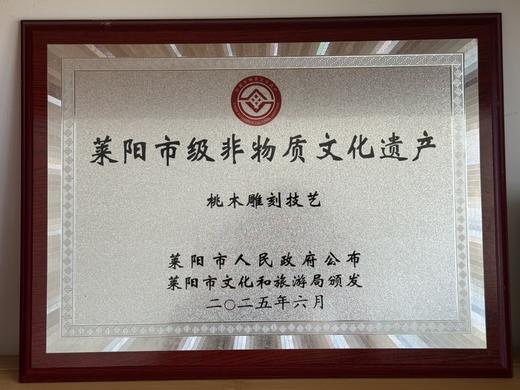 莱阳市级非物质文化遗产
桃木雕刻技艺
莱阳市人民政府公布
莱阳市文化和旅游局颁发
二〇二五年六月